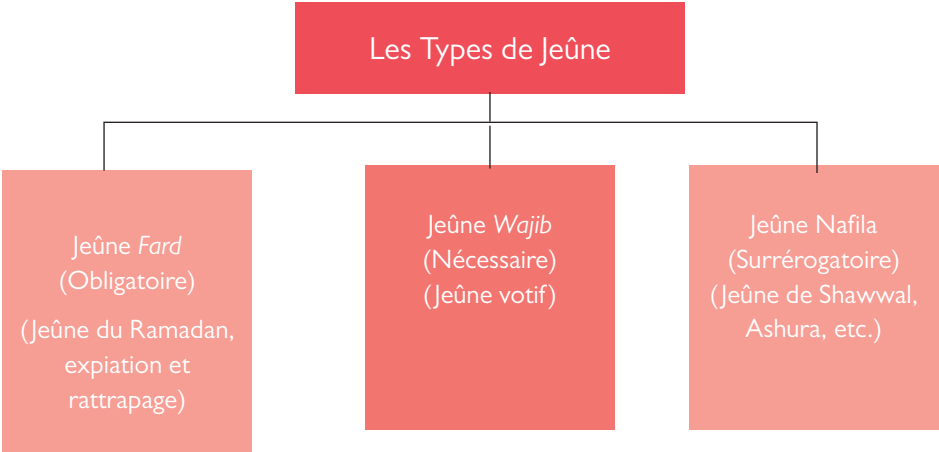 Les Types de Jeûne
Jeûne Fard
(Obligatoire)
(Jeûne du Ramadan,
expiation et
rattrapage)
Jeûne Wajib
(Nécessaire)
(Jeûne votif)
Jeûne Nafila
(Surrérogatoire)
(Jeûne de Shawwal,
Ashura, etc.)